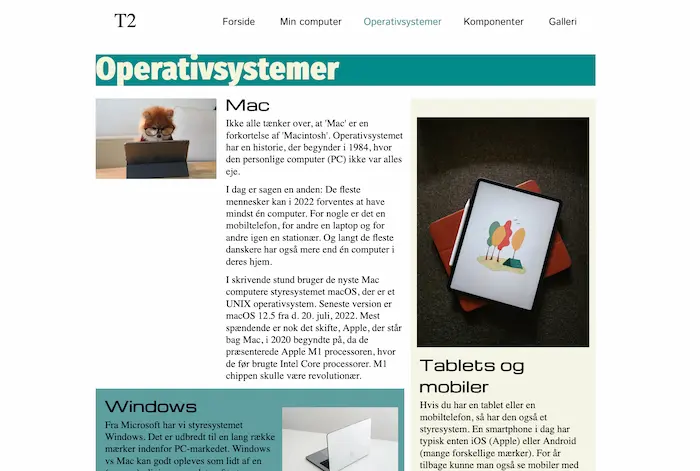 T2
Forside Min computer Operativsystemer Komponenter Galleri
Operativsystemer
Mac
Ikke alle tænker over, at 'Mac' er en
forkortelse af 'Macintosh'. Operativsystemet
har en historie, der begynder i 1984, hvor
den personlige computer (PC) ikke var alles
eje.
I dag er sagen en anden: De fleste
mennesker kan i 2022 forventes at have
mindst én computer. For nogle er det en
mobiltelefon, for andre en laptop og for
andre igen en stationær. Og langt de fleste
danskere har også mere end én computer i
deres hjem.
I skrivende stund bruger de nyste Mac
computere styresystemet macOS, der er et
UNIX operativsystem. Seneste version er
macOS 12.5 fra d. 20. juli, 2022. Mest
spændende er nok det skifte, Apple, der står
bag Mac, i 2020 begyndte på, da de
præsenterede Apple M1 processoren, hvor
de før brugte Intel Core processorer. M1
chippen skulle være revolutionær.
Windows
Fra Microsoft har vi styresystemet
Windows. Det er udbredt til en lang række
mærker indenfor PC-markedet. Windows
vs Mac kan godt opleves som lidt af en
Tablets og
mobiler
Hvis du har en tablet eller en
mobiltelefon, så har den også et
styresystem. En smartphone i dag har
typisk enten iOS (Apple) eller Android
(mange forskellige mærker). For år
tilbage kunne man også se mobiler med